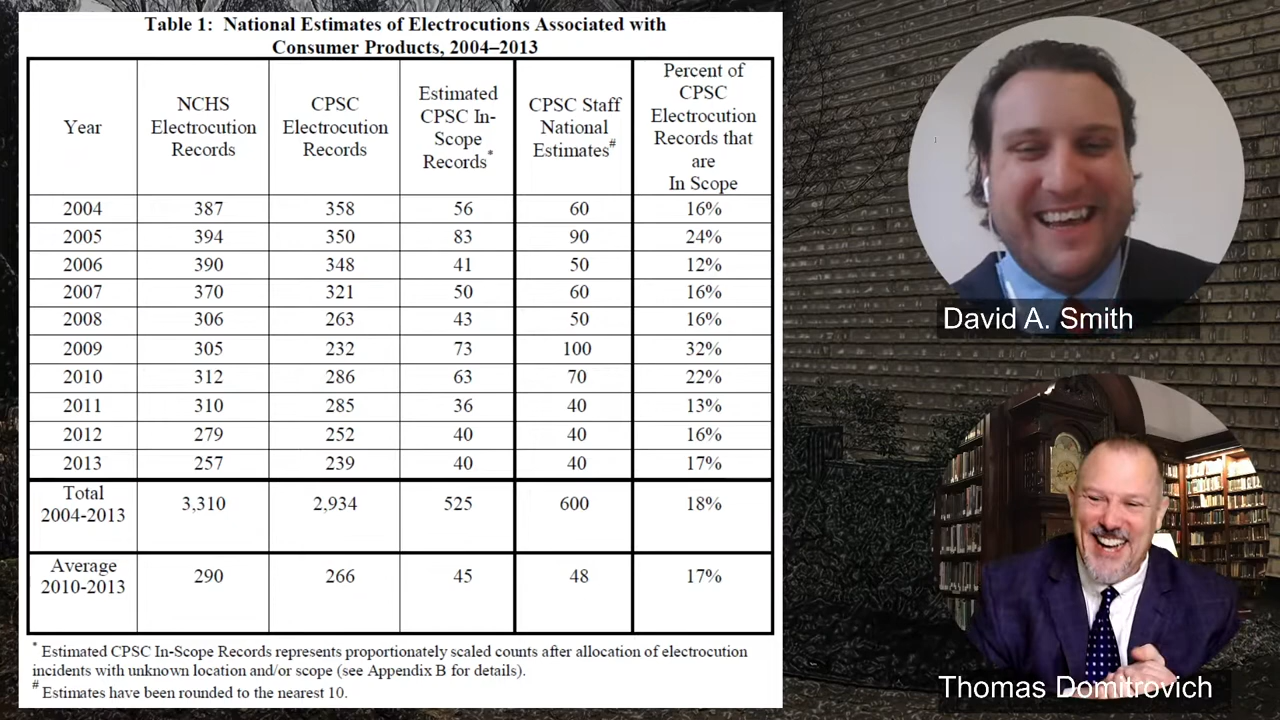 Table 1: National Estimates of Electrocutions Associated with
Consumer Products, 2004–2013
Year
NCHS
Electrocution
Records
CPSC
Electrocution
Records
Estimated
CPSC In-
Scope
Records*
CPSC Staff
National
Estimates#
Percent of
CPSC
Electrocution
Records that
are
In Scope
2004 387 358 56 60 16%
2005 394 350 83 90 24%
2006 390 348 41 50 12%
2007 370 321 50 60 16%
2008 306 263 43 50 16%
2009 305 232 73 100 32%
2010 312 286 63 70 22%
2011 310 285 36 40 13%
2012 279 252 40 40 16%
2013 257 239 40 40 17%
Total
2004-2013 3,310 2,934 525 600 18%
Average
2010-2013 290 266 45 48 17%
* Estimated CPSC In-Scope Records represents proportionately scaled counts after allocation of electrocution
incidents with unknown location and/or scope (see Appendix B for details).
# Estimates have been rounded to the nearest 10.
David A. Smith
Thomas Domitrovich